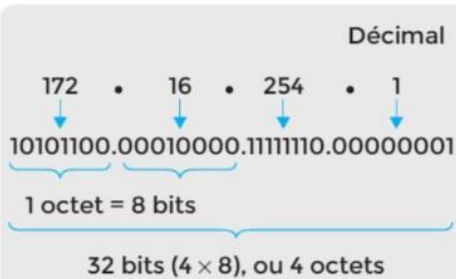 Décimal
172 . 16 . 254 . 1
10101100.00010000.11111110.00000001
1 octet = 8 bits
32 bits (4 × 8), ou 4 octets